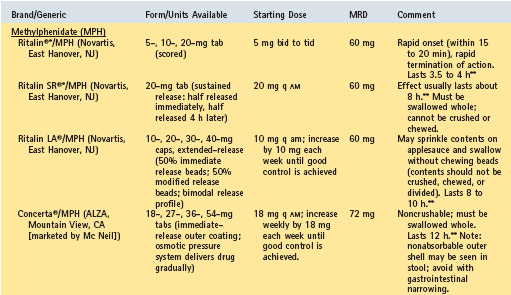 Brand/Generic Form/Units Available Starting Dose MRD Comment
Methylphenidate (MPH)
Ritalin®*/MPH (Novartis, 5-, 10-, 20-mg tab 5 mg bid to tid 60 mg Rapid onset (within 15
East Hanover, NJ) (scored) to 20 min), rapid
termination of action.
Lasts 3.5 to 4 h**
Ritalin SR®*/MPH (Novartis, 20-mg tab (sustained 20 mg q AM 60 mg Effect usually lasts about
East Hanover, NJ) release: half released 8 h.** Must be
immediately, half swallowed whole;
released 4 h later) cannot be crushed or
chewed.
Ritalin LA®/MPH (Novartis, 10-, 20-, 30-, 40-mg 10 mg q am; increase 60 mg May sprinkle contents on
East Hanover, NJ) caps, extended-release by 10 mg each applesauce and swallow
(50% immediate week until good without chewing beads
release beads; 50% control is achieved (contents should not be
modified release crushed, chewed, or
beads; bimodal release divided). Lasts 8 to
profile) 10 h.**
Concerta®/MPH (ALZA, 18-, 27-, 36-, 54-mg 18 mg q AM; increase 72 mg Noncrushable; must be
Mountain View, CA tabs (immediate- weekly by 18 mg swallowed whole.
[marketed by Mc Neil]) release outer coating; each week until Lasts 12 h.** Note:
osmotic pressure good control is nonabsorbable outer
system delivers drug achieved. shell may be seen in
gradually) stool; avoid with
gastrointestinal
narrowing.